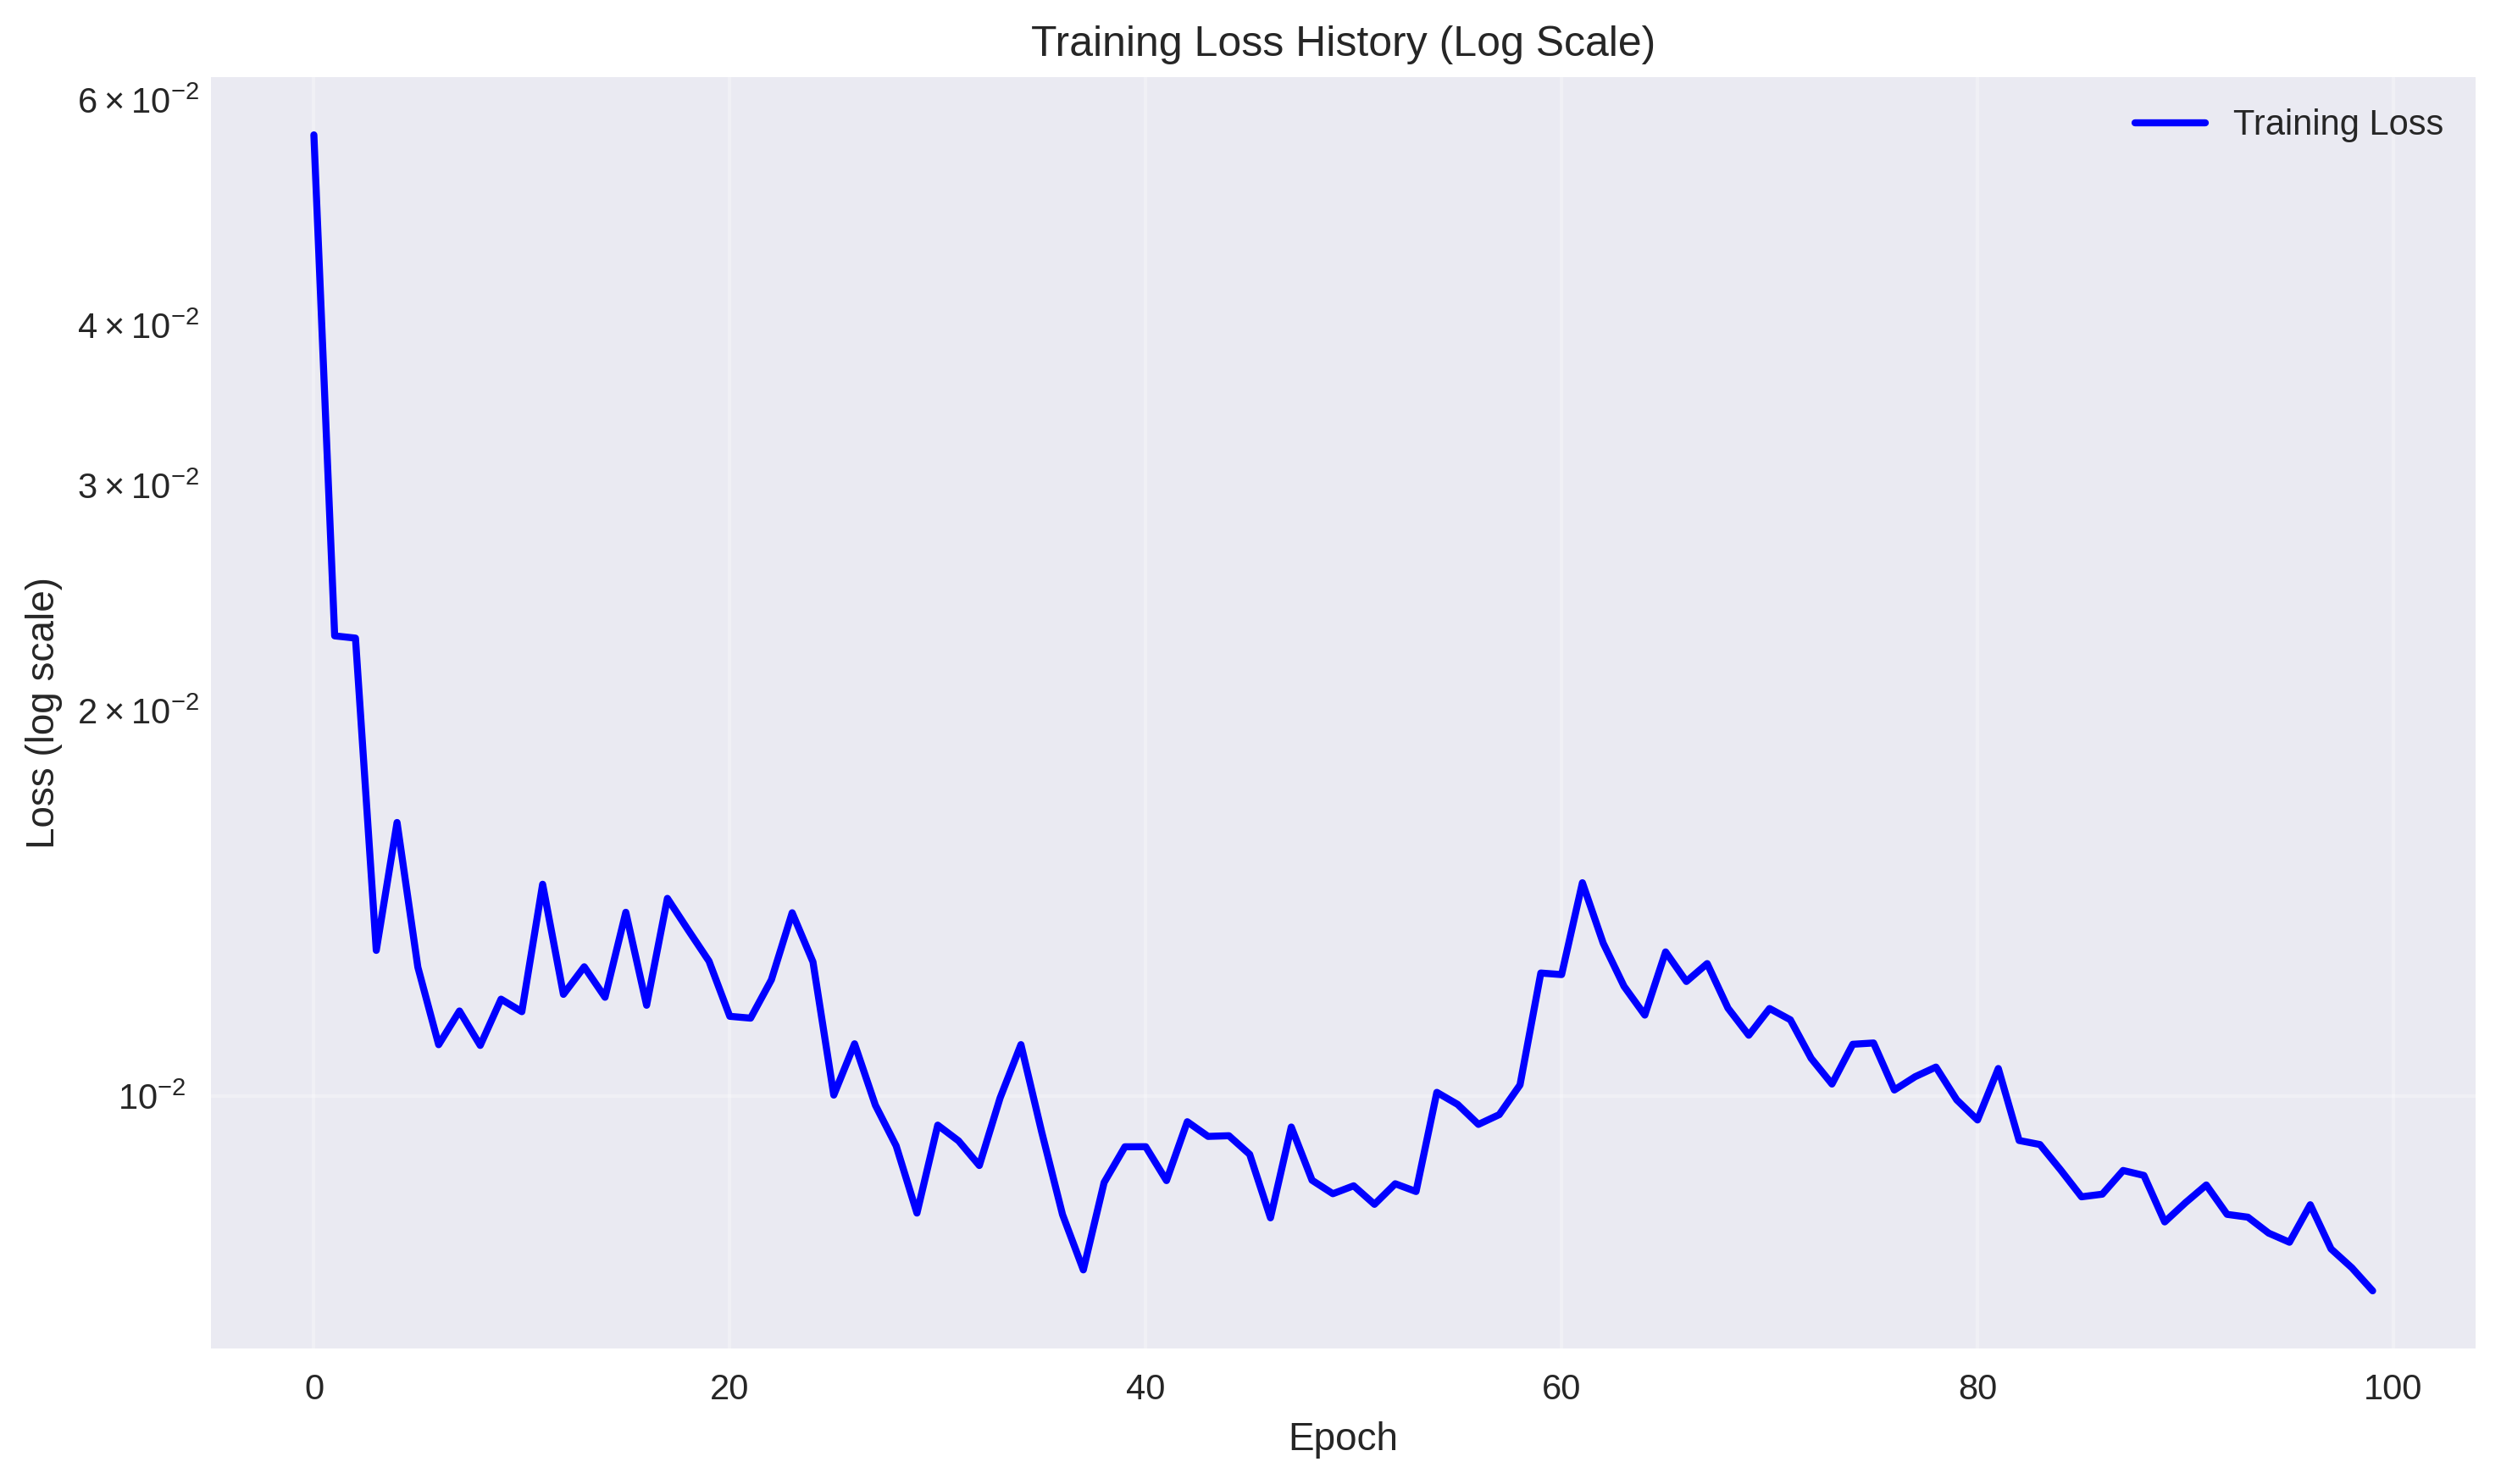 Training Loss History (Log Scale)
Training Loss
Loss (log scale)
6 × 10⁻²
4 × 10⁻²
3 × 10⁻²
2 × 10⁻²
10⁻²
0 20 40 60 80 100
Epoch